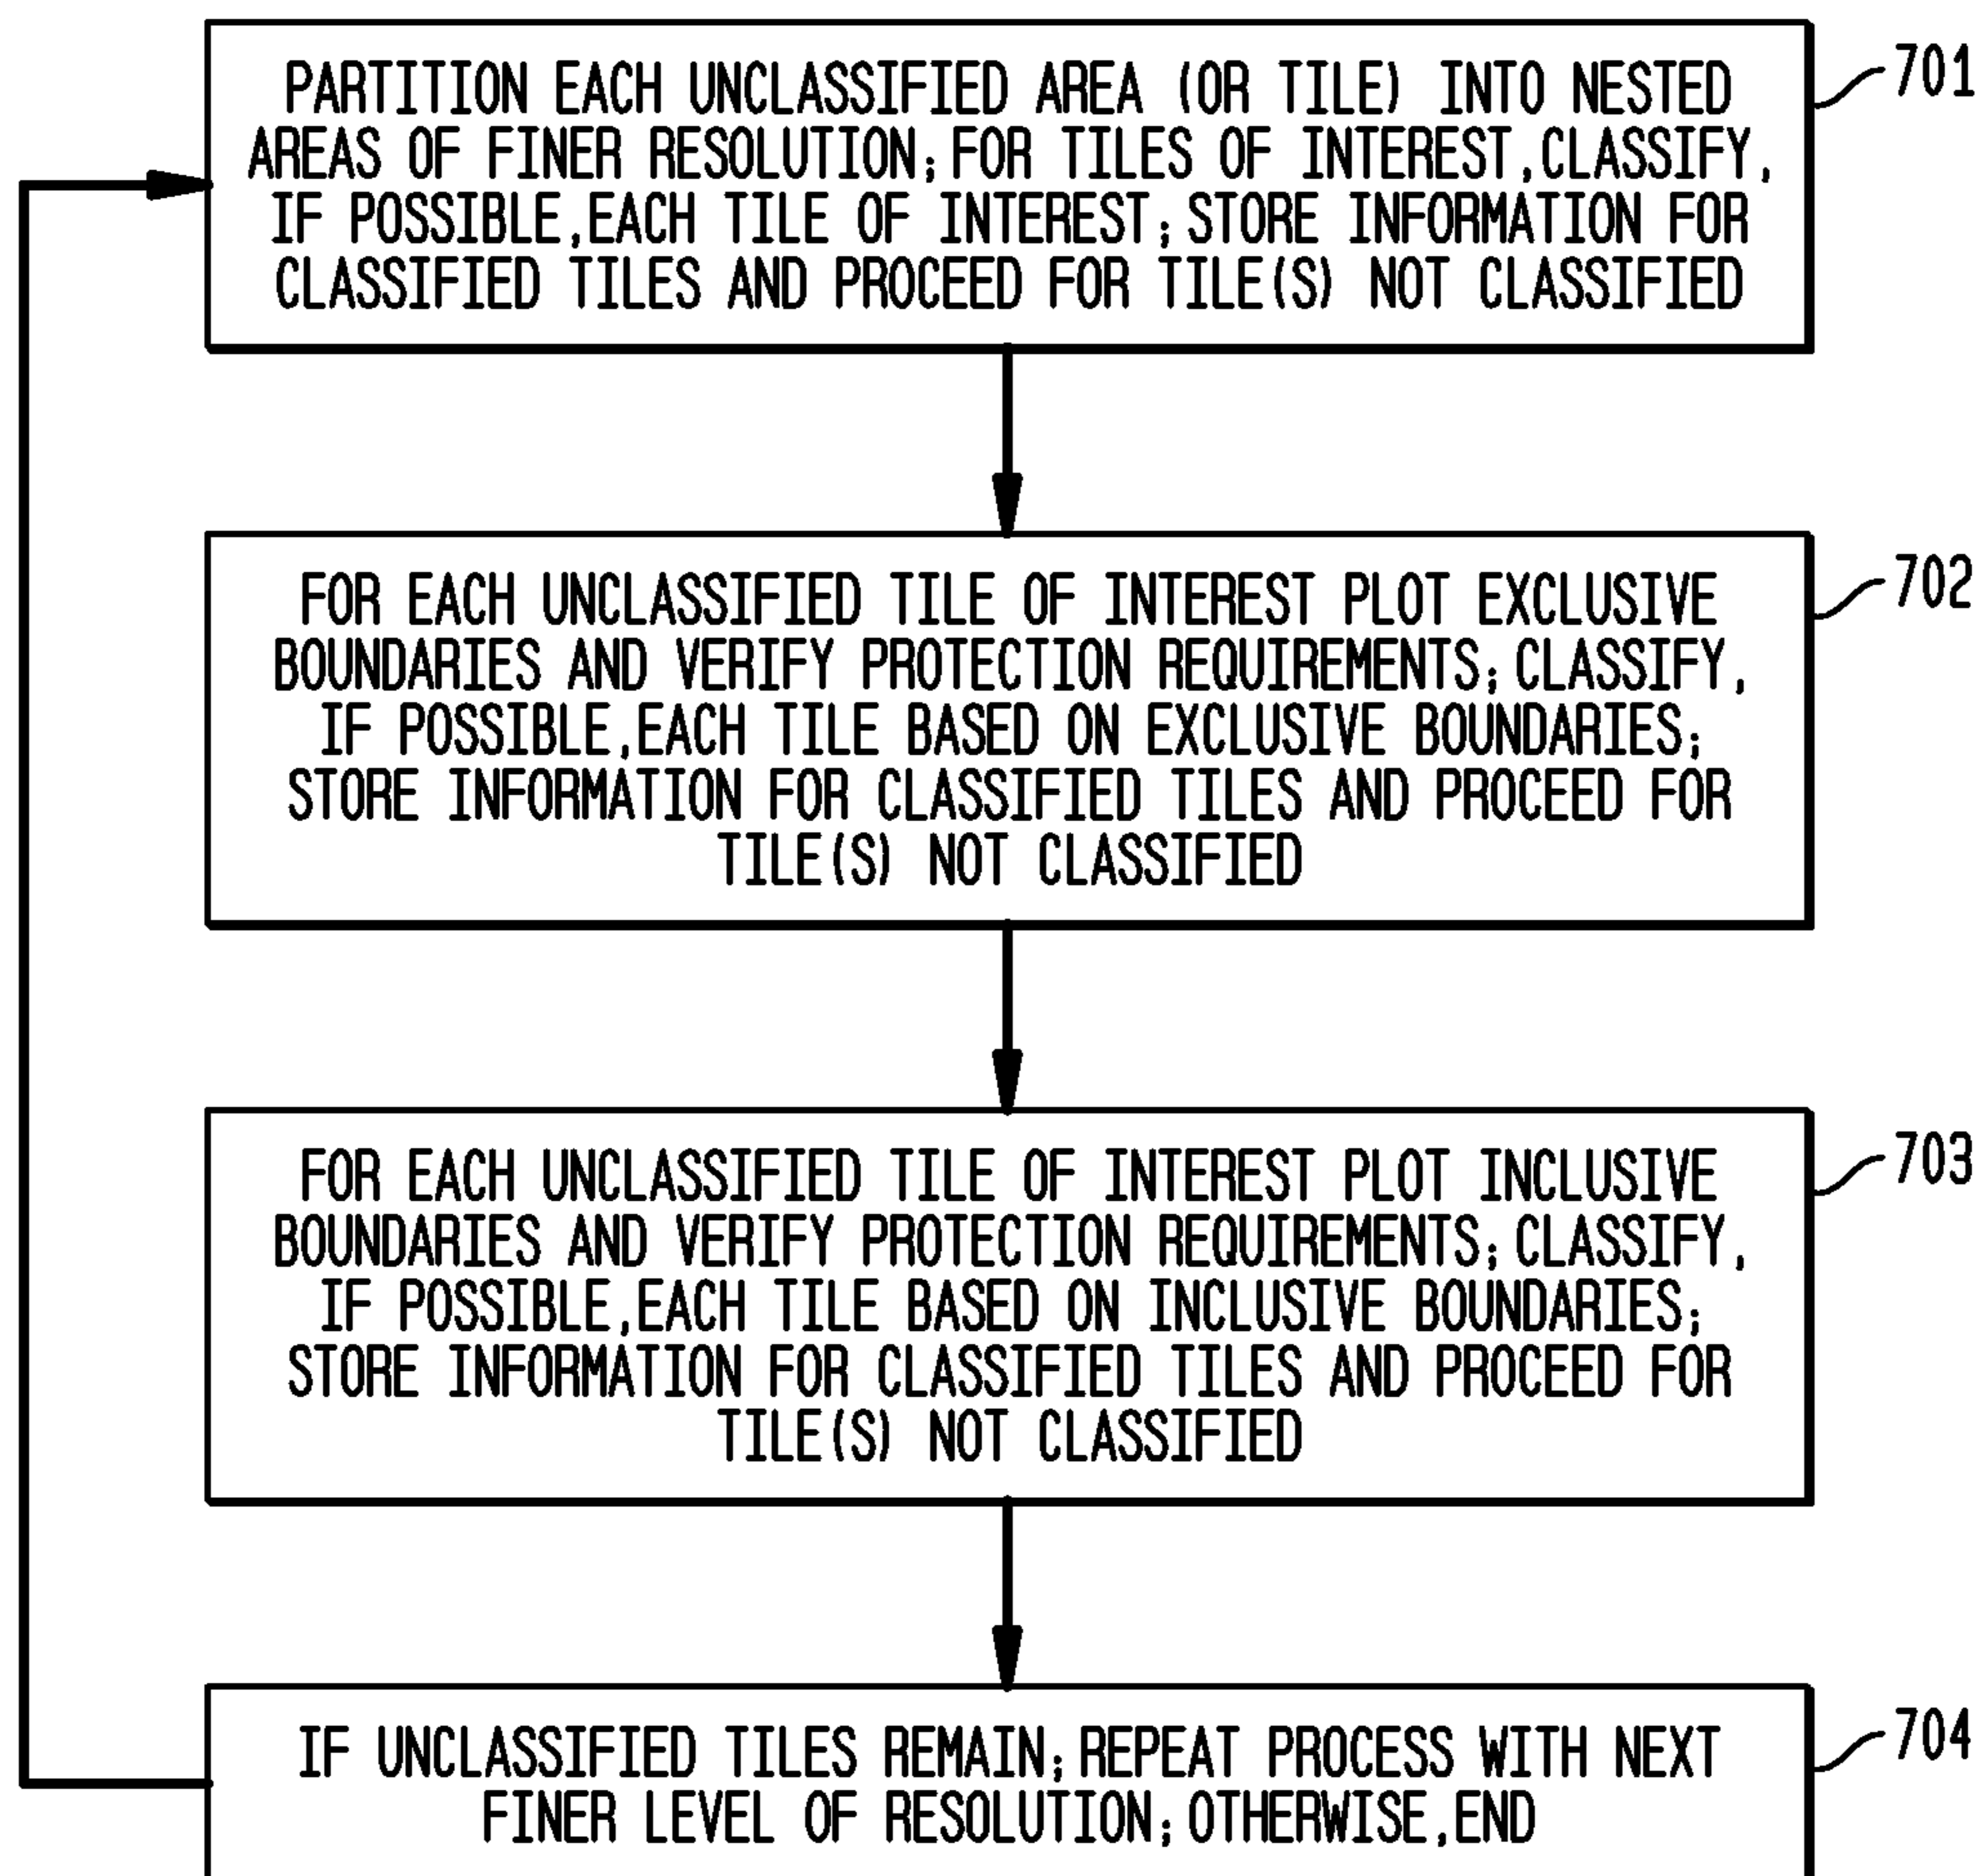 PARTITION EACH UNCLASSIFIED AREA (OR TILE) INTO NESTED
AREAS OF FINER RESOLUTION; FOR TILES OF INTEREST, CLASSIFY,
IF POSSIBLE, EACH TILE OF INTEREST; STORE INFORMATION FOR
CLASSIFIED TILES AND PROCEED FOR TILE(S) NOT CLASSIFIED
701
FOR EACH UNCLASSIFIED TILE OF INTEREST PLOT EXCLUSIVE
BOUNDARIES AND VERIFY PROTECTION REQUIREMENTS; CLASSIFY,
IF POSSIBLE, EACH TILE BASED ON EXCLUSIVE BOUNDARIES;
STORE INFORMATION FOR CLASSIFIED TILES AND PROCEED FOR
TILE(S) NOT CLASSIFIED
702
FOR EACH UNCLASSIFIED TILE OF INTEREST PLOT INCLUSIVE
BOUNDARIES AND VERIFY PROTECTION REQUIREMENTS; CLASSIFY,
IF POSSIBLE, EACH TILE BASED ON INCLUSIVE BOUNDARIES;
STORE INFORMATION FOR CLASSIFIED TILES AND PROCEED FOR
TILE(S) NOT CLASSIFIED
703
IF UNCLASSIFIED TILES REMAIN; REPEAT PROCESS WITH NEXT
FINER LEVEL OF RESOLUTION; OTHERWISE, END
704